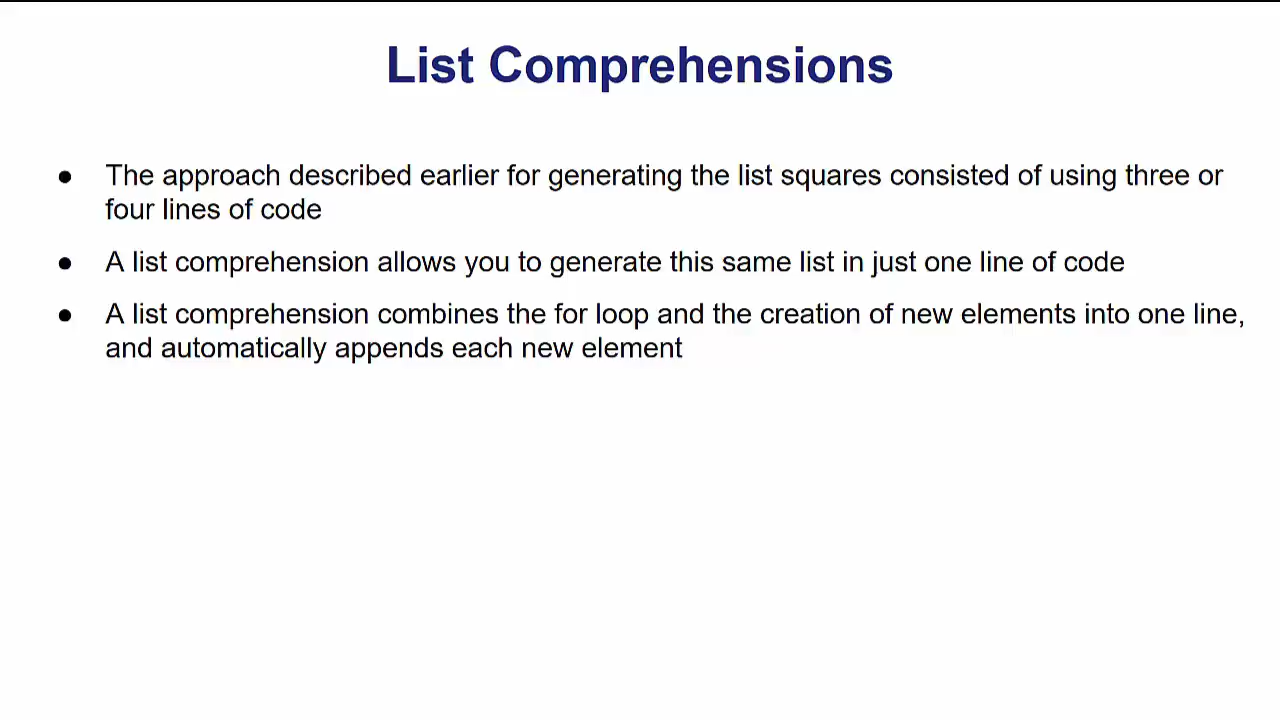 List Comprehensions
● The approach described earlier for generating the list squares consisted of using three or
four lines of code
● A list comprehension allows you to generate this same list in just one line of code
● A list comprehension combines the for loop and the creation of new elements into one line,
and automatically appends each new element